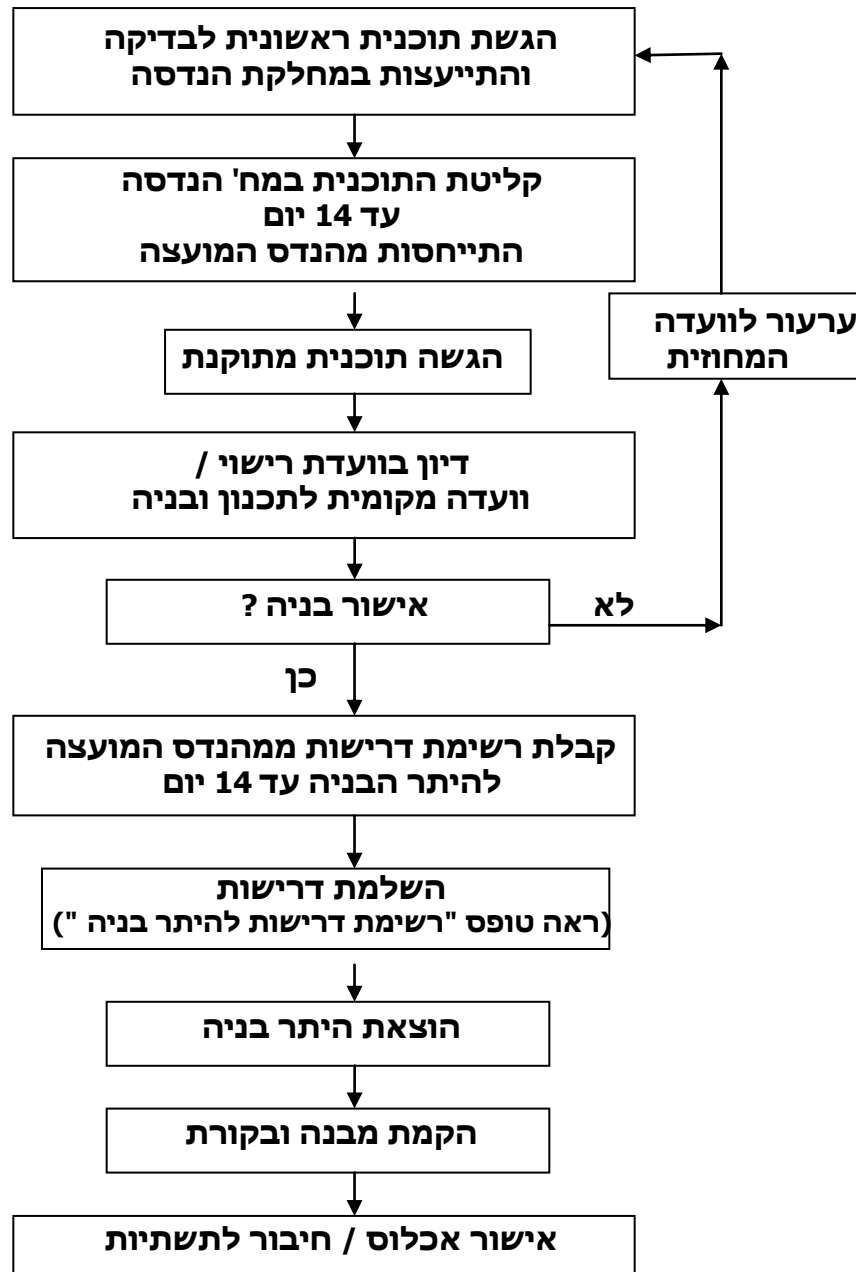 הגשת תוכנית ראשונית לבדיקה
והתייעצות במחלקת הנדסה
קליטת התוכנית במח' הנדסה
עד 14 יום
התייחסות מהנדס המועצה
ערעור לוועדה
המחוזית
הגשה תוכנית מתוקנת
דיון בוועדת רישוי /
וועדה מקומית לתכנון ובניה
אישור בניה ?
לא
כן
קבלת רשימת דרישות ממהנדס המועצה
להיתר הבניה עד 14 יום
השלמת דרישות
(ראה טופס "רשימת דרישות להיתר בניה ")
הוצאת היתר בניה
הקמת מבנה ובקורת
אישור אכלוס / חיבור לתשתיות